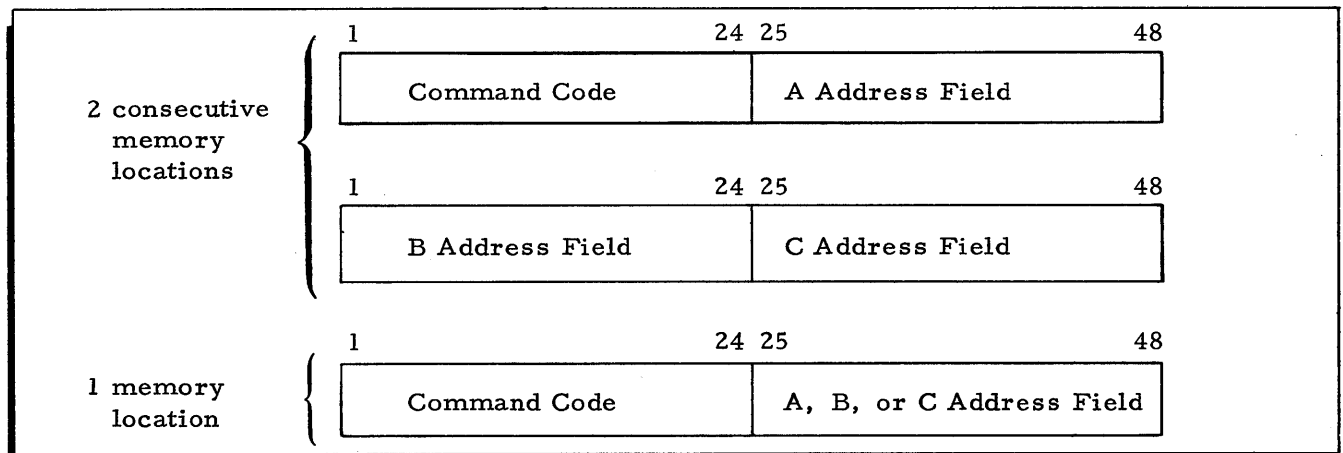 1 24 25 48
Command Code A Address Field
2 consecutive
memory
locations
1 24 25 48
B Address Field C Address Field
1 24 25 48
1 memory
location
Command Code A, B, or C Address Field